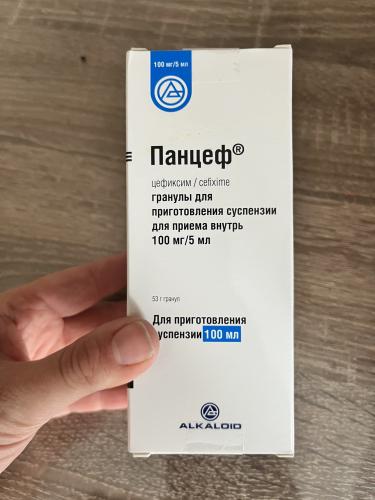 100 мг/5 мл
Панцеф®
цефиксим / cefixime
гранулы для
приготовления суспензии
для приема внутрь
100 мг/5 мл
53 г гранул
Для приготовления
суспензии 100 мл
ALKALOID